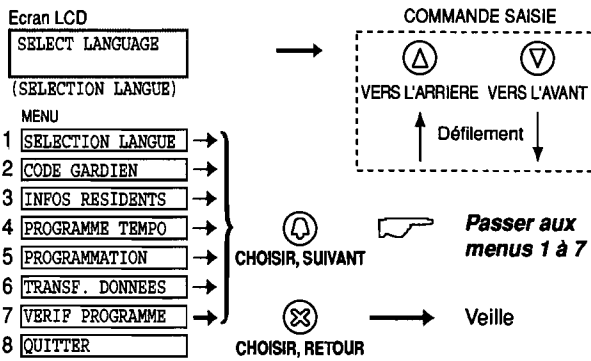 Ecran LCD
SELECT LANGUAGE
(SELECTION LANGUE)
COMMANDE SAISIE
VERS L'ARRIERE VERS L'AVANT
Défilement
MENU
1 SELECTION LANGUE
2 CODE GARDIEN
3 INFOS RESIDENTS
4 PROGRAMME TEMPO
5 PROGRAMMATION
6 TRANSF. DONNEES
7 VERIF PROGRAMME
8 QUITTER
CHOISIR, SUIVANT
Passer aux
menus 1 à 7
CHOISIR, RETOUR
Veille